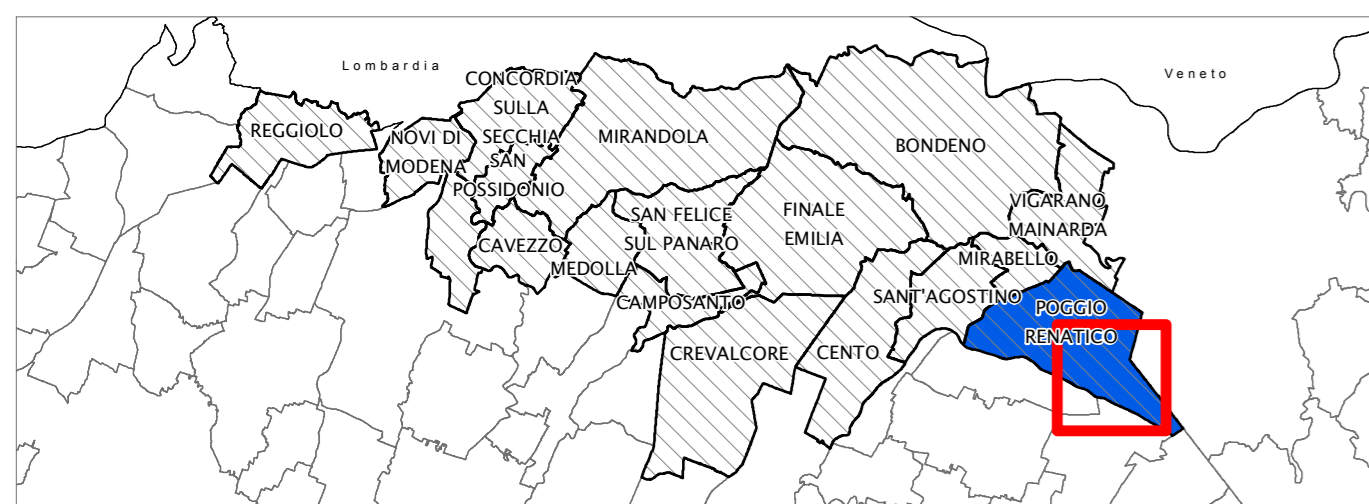 Lombardia
Veneto
CONCORDIA
SULLA
SECCHIA
REGGIOLO
NOVI DI
MODENA
SAN
POSSIDONIO
MIRANDOLA
BONDENO
CAVEZZO
MEDOLLA
SAN FELICE
SUL PANARO
FINALE
EMILIA
VIGARANO
MAINARDA
MIRABELLO
CAMPOSANTO
SANT'AGOSTINO
POGGIO
RENATICO
CREVALCORE
CENTO